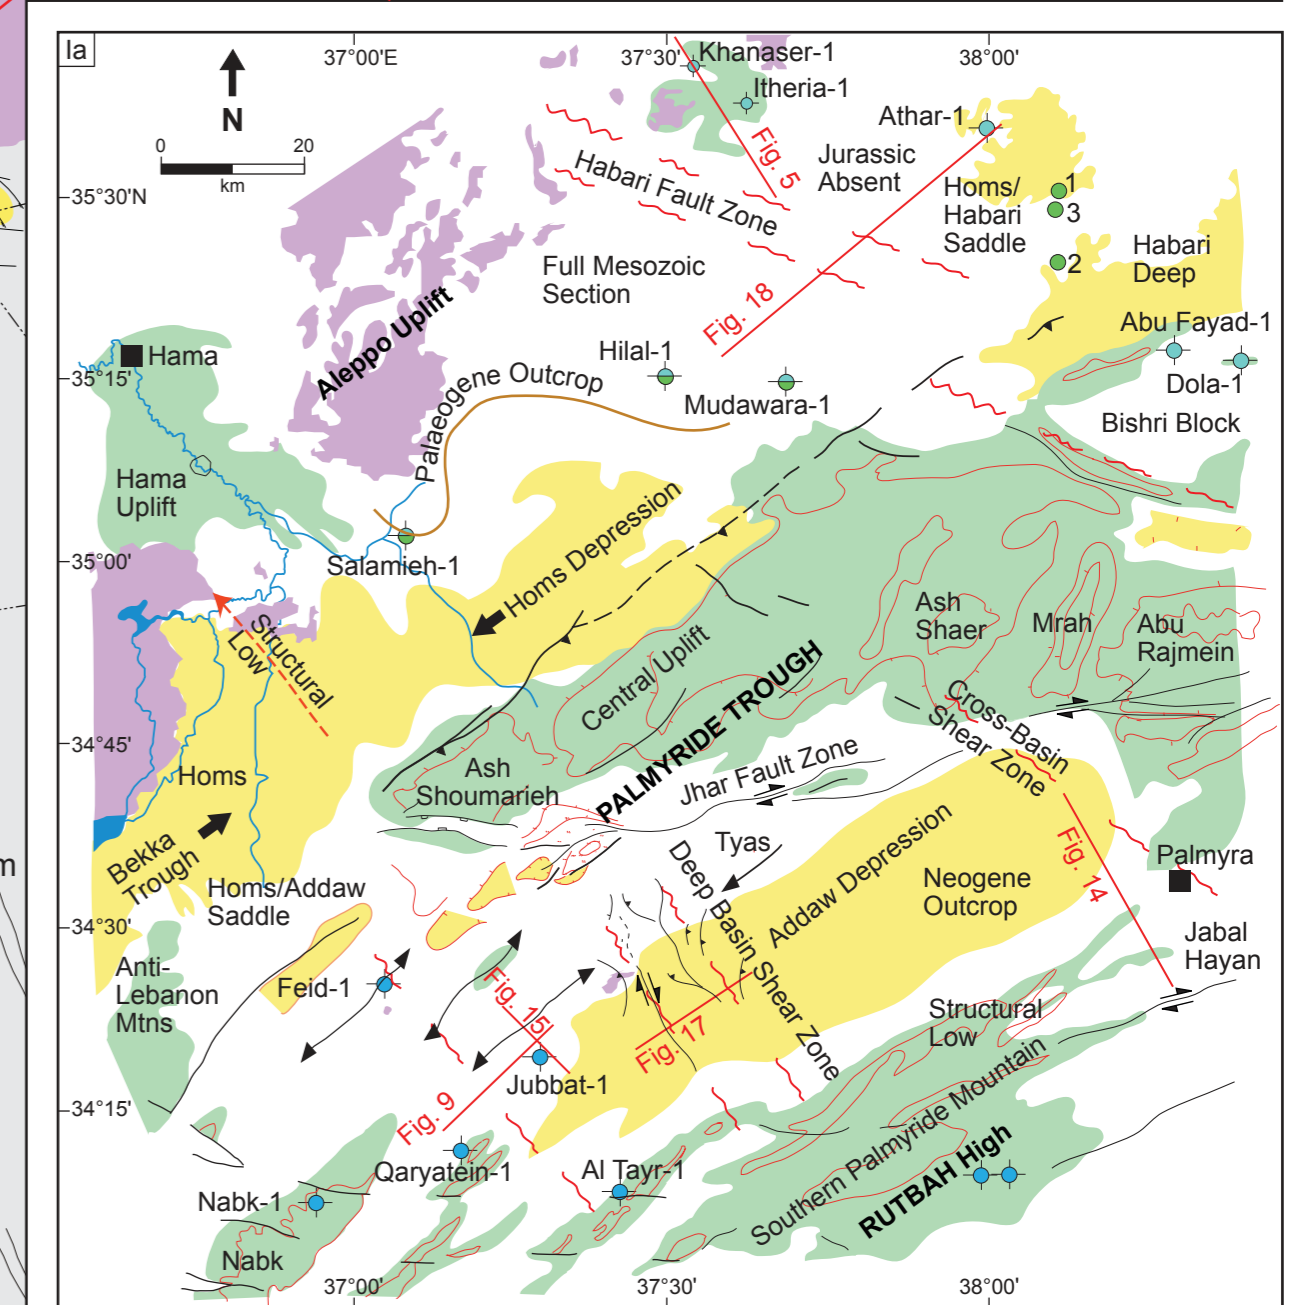 Ia
37°00'E
37°30'
38°00'
N
0
20
km
Khanaser-1
Itheria-1
Athar-1
Fig. 5
Jurassic
Absent
Habari Fault Zone
35°30'N
Homs/
Habari
Saddle
1
3
2
Habari
Deep
Full Mesozoic
Section
Fig. 18
Aleppo Uplift
Hama
Hilal-1
Abu Fayad-1
35°15'
Palaeogene Outcrop
Mudawara-1
Dola-1
Bishri Block
Hama
Uplift
Homs Depression
35°00'
Salamieh-1
Structural
Low
Ash
Shaer
Mrah
Abu
Rajmein
Central Uplift
PALMYRIDE TROUGH
Cross-Basin
Shear Zone
34°45'
Homs
Ash
Shoumarieh
Jhar Fault Zone
Bekka
Trough
Tyas
Deep Basin Shear Zone
Addaw Depression
Fig. 14
Palmyra
m
Homs/Addaw
Saddle
Neogene
Outcrop
34°30'
Jabal
Hayan
Anti-
Lebanon
Mtns
Feid-1
Fig. 15
Fig. 17
Structural
Low
Jubbat-1
34°15'
Fig. 9
Southern Palmyride Mountain
Qaryatein-1
Al Tayr-1
RUTBAH High
Nabk-1
Nabk
37°00'
37°30'
38°00'